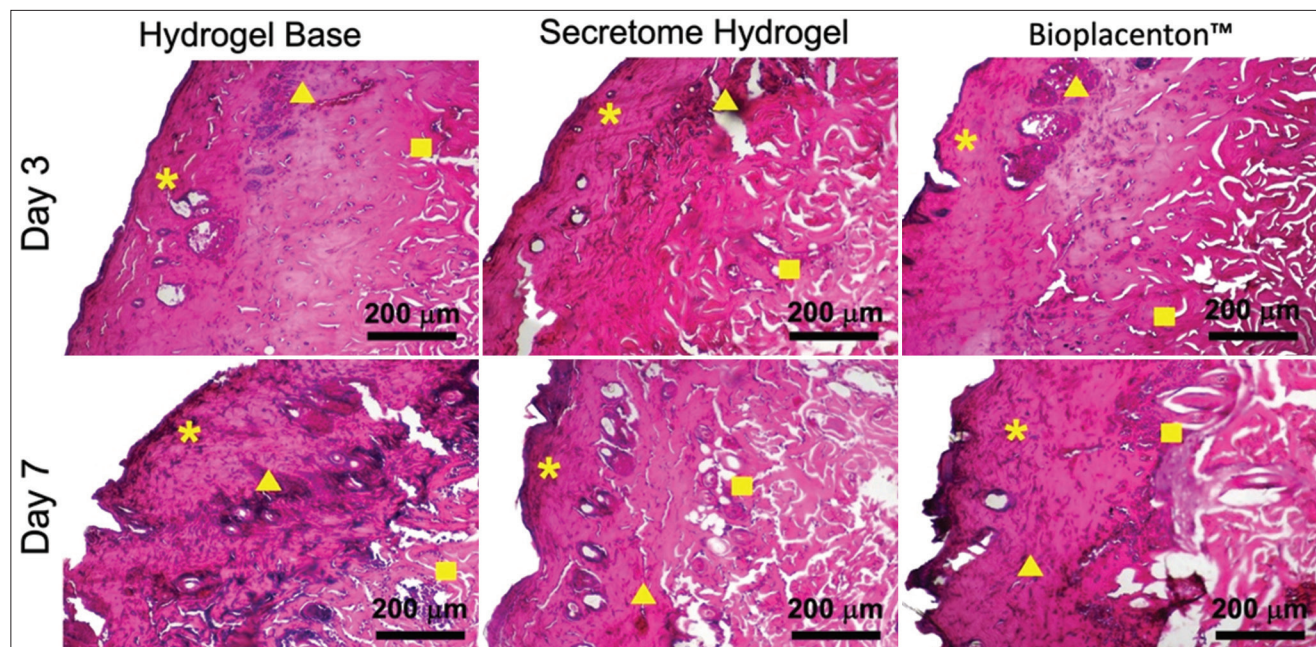 Hydrogel Base
Secretome Hydrogel
Bioplacenton™
Day 3
200 μm
200 μm
200 μm
Day 7
200 μm
200 μm
200 μm